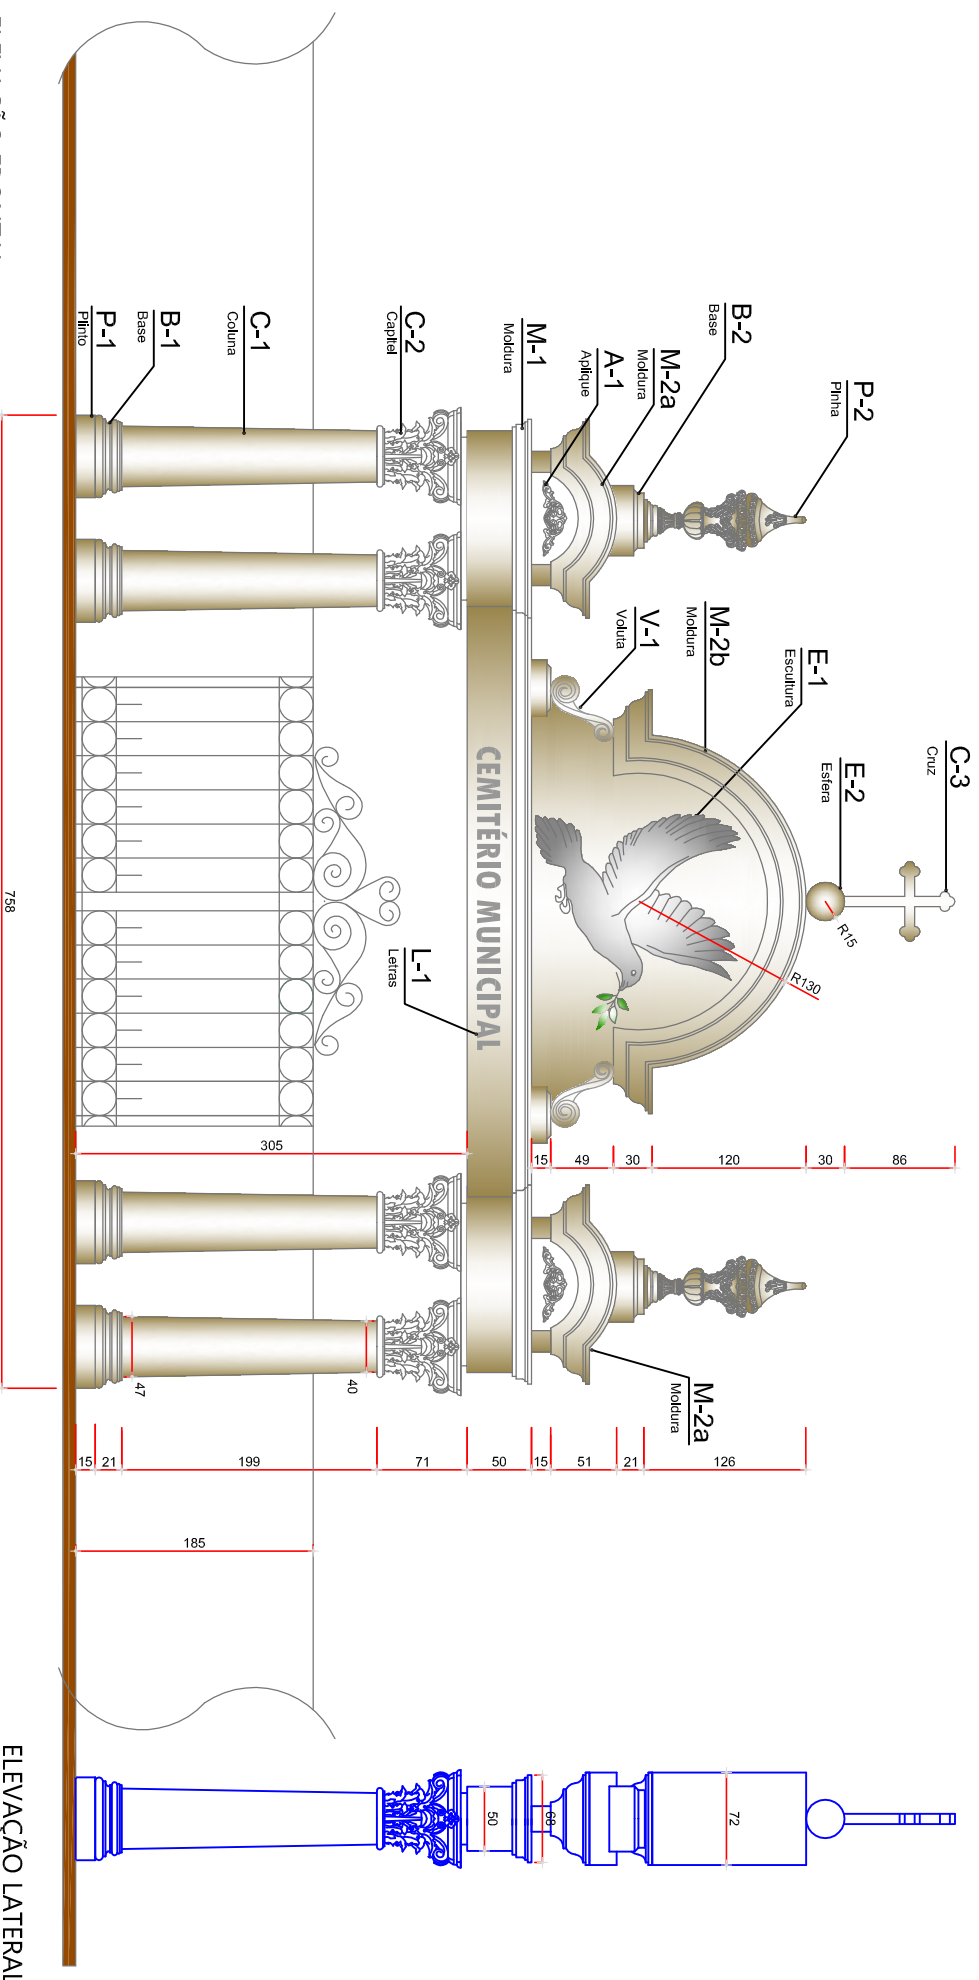 C-3
Cruz
E-2
Esfera
R15
P-2
Pinha
E-1
Escultura
R130
B-2
Base
M-2b
Moldura
M-2a
Moldura
V-1
Voluta
A-1
Aplique
M-2a
Moldura
M-1
Moldura
CEMITÉRIO MUNICIPAL
L-1
Letras
C-2
Capitel
C-1
Coluna
B-1
Base
P-1
Plinto
86
30
120
30
49
15
305
126
21
51
15
50
71
199
21
15
40
47
185
758
72
68
50
ELEVAÇÃO LATERAL